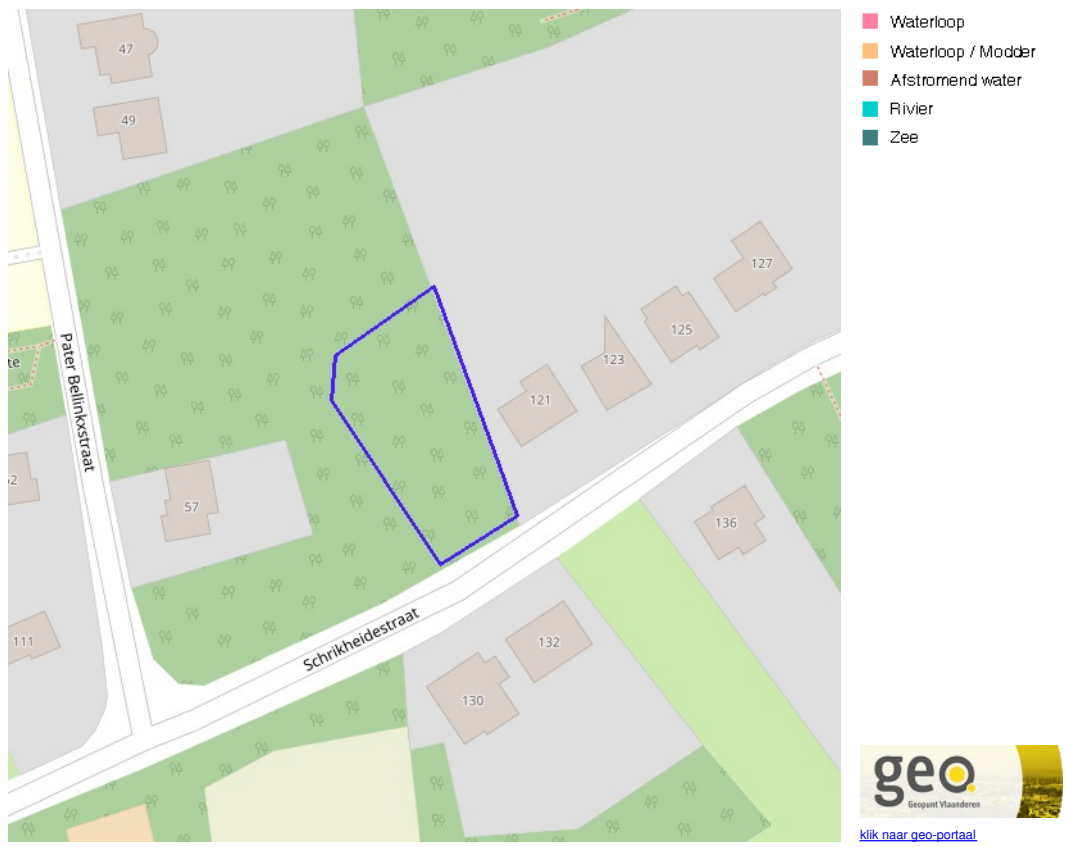 47
49
127
125
123
121
te
Pater Bellinkxstraat
57
136
111
132
Schrikheidestraat
130
Waterloop
Waterloop / Modder
Afstromend water
Rivier
Zee
geo.
Geopunt Vlaanderen
klik naar geo-portaal